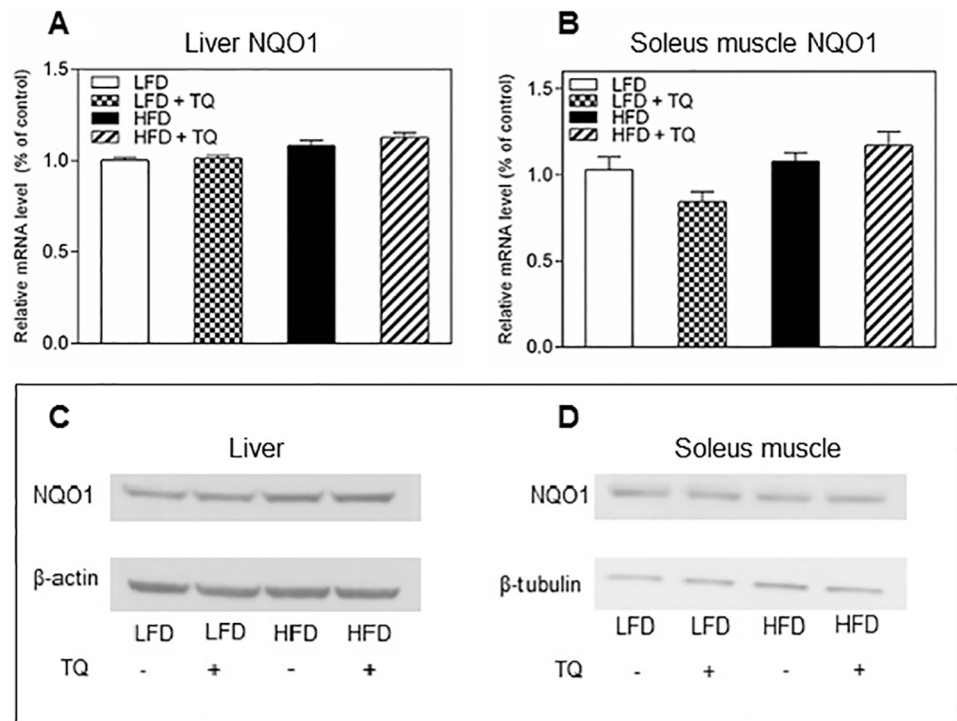 A
Liver NQO1
Relative mRNA level (% of control)
1.5
1.0
0.5
0.0
LFD
LFD + TQ
HFD
HFD + TQ
B
Soleus muscle NQO1
Relative mRNA level (% of control)
1.5
1.0
0.5
0.0
LFD
LFD + TQ
HFD
HFD + TQ
C
Liver
NQO1
β-actin
LFD LFD HFD HFD
TQ - + - +
D
Soleus muscle
NQO1
β-tubulin
LFD LFD HFD HFD
TQ - + - +